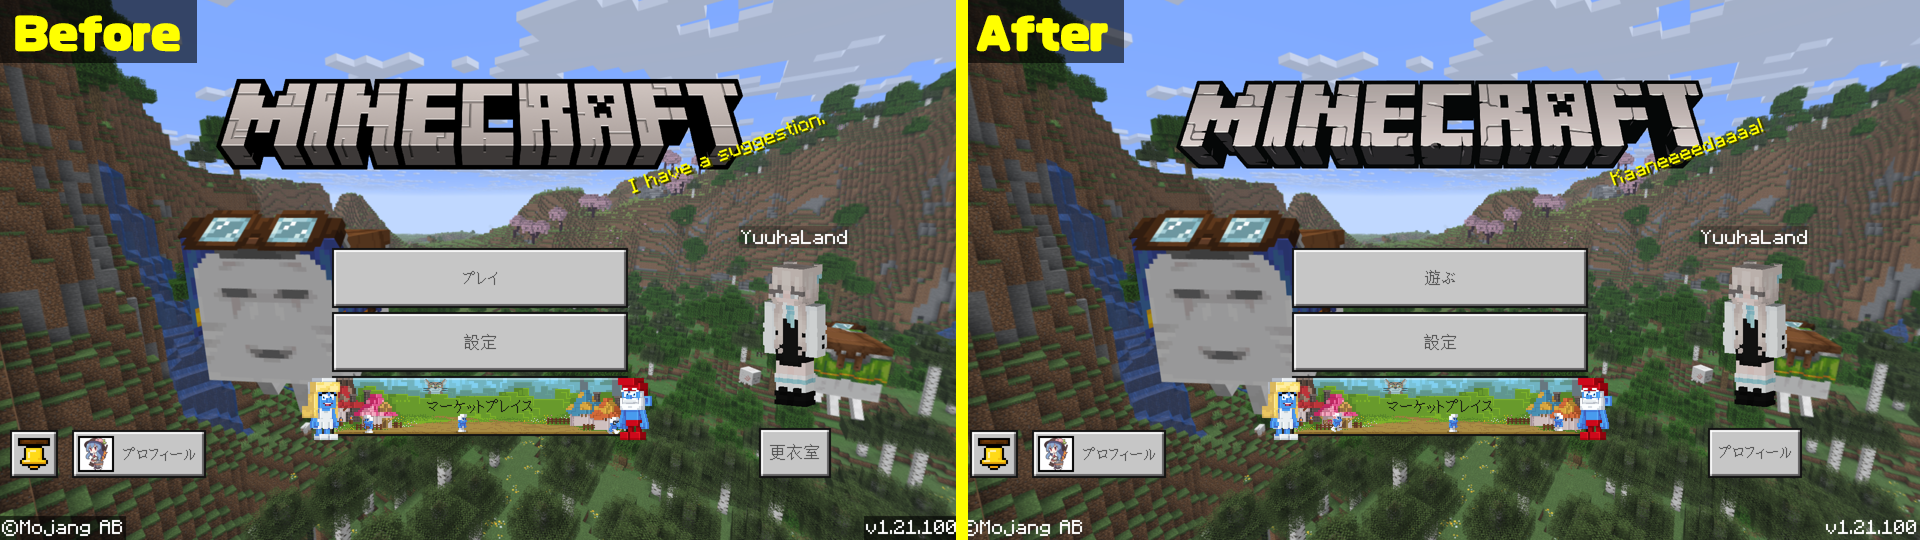 Before
MINECRAFT
I have a suggestion.
YuuhaLand
プレイ
設定
マーケットプレイス
プロフィール
更衣室
©Mojang AB
v1.21.100
After
MINECRAFT
Kaaneeeedaaaa!
YuuhaLand
遊ぶ
設定
マーケットプレイス
プロフィール
プロフィール
©Mojang AB
v1.21.100